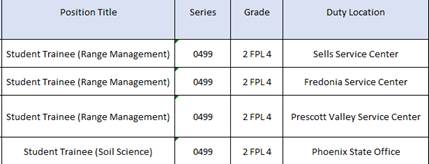 Position Title Series Grade Duty Location
Student Trainee (Range Management) 0499 2 FPL 4 Sells Service Center
Student Trainee (Range Management) 0499 2 FPL 4 Fredonia Service Center
Student Trainee (Range Management) 0499 2 FPL 4 Prescott Valley Service Center
Student Trainee (Soil Science) 0499 2 FPL 4 Phoenix State Office